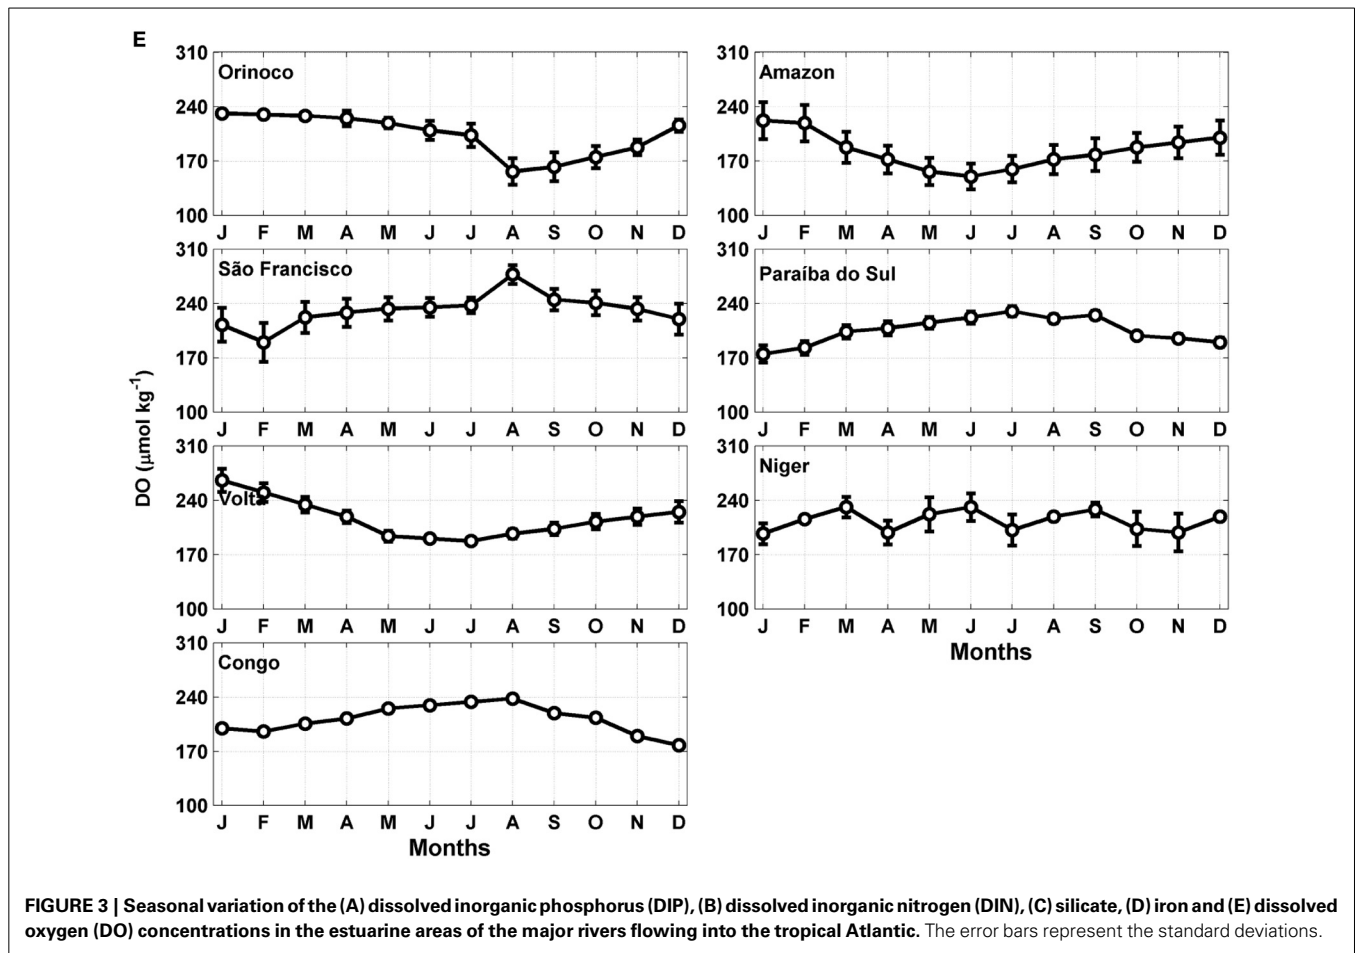 E
310
Orinoco
240
170
100
J F M A M J J A S O N D
310
Amazon
240
170
100
J F M A M J J A S O N D
310
São Francisco
240
170
100
J F M A M J J A S O N D
310
Paraíba do Sul
240
170
100
J F M A M J J A S O N D
DO (μmol kg⁻¹)
310
240
Volta
170
100
J F M A M J J A S O N D
310
Niger
240
170
100
J F M A M J J A S O N D
Months
310
Congo
240
170
100
J F M A M J J A S O N D
Months
FIGURE 3 | Seasonal variation of the (A) dissolved inorganic phosphorus (DIP), (B) dissolved inorganic nitrogen (DIN), (C) silicate, (D) iron and (E) dissolved
oxygen (DO) concentrations in the estuarine areas of the major rivers flowing into the tropical Atlantic. The error bars represent the standard deviations.